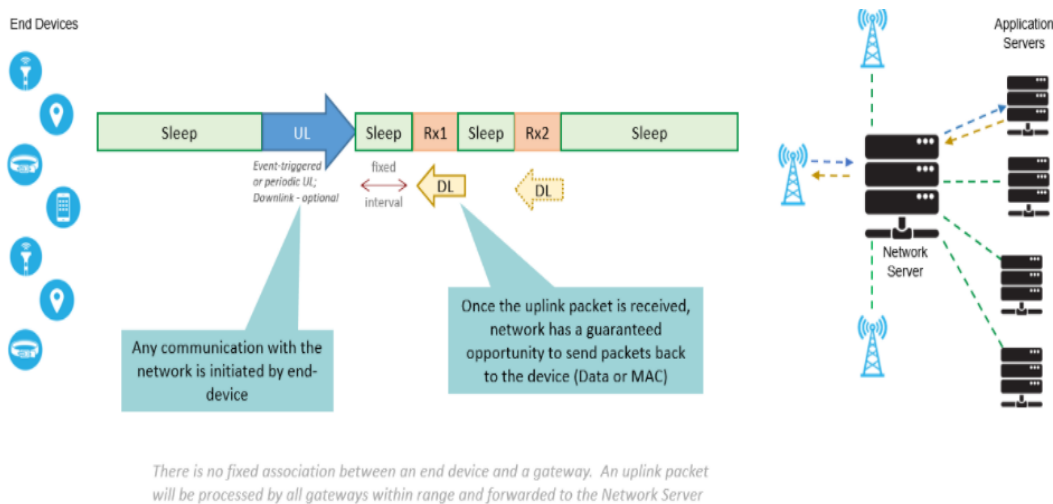 End Devices
Application
Servers
Sleep
UL
Sleep
Rx1
Sleep
Rx2
Sleep
Event-triggered
or periodic UL;
Downlink - optional
fixed
interval
DL
DL
Network
Server
Any communication with the
network is initiated by end-
device
Once the uplink packet is received,
network has a guaranteed
opportunity to send packets back
to the device (Data or MAC)
There is no fixed association between an end device and a gateway. An uplink packet
will be processed by all gateways within range and forwarded to the Network Server